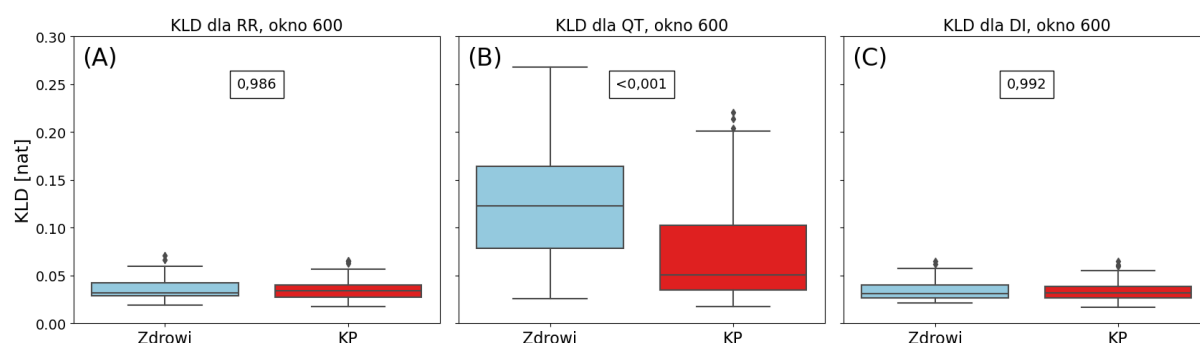 KLD dla RR, okno 600
KLD dla QT, okno 600
KLD dla DI, okno 600
(A)
(B)
(C)
0,986
<0,001
0,992
KLD [nat]
0.30
0.25
0.20
0.15
0.10
0.05
0.00
Zdrowi
KP
Zdrowi
KP
Zdrowi
KP